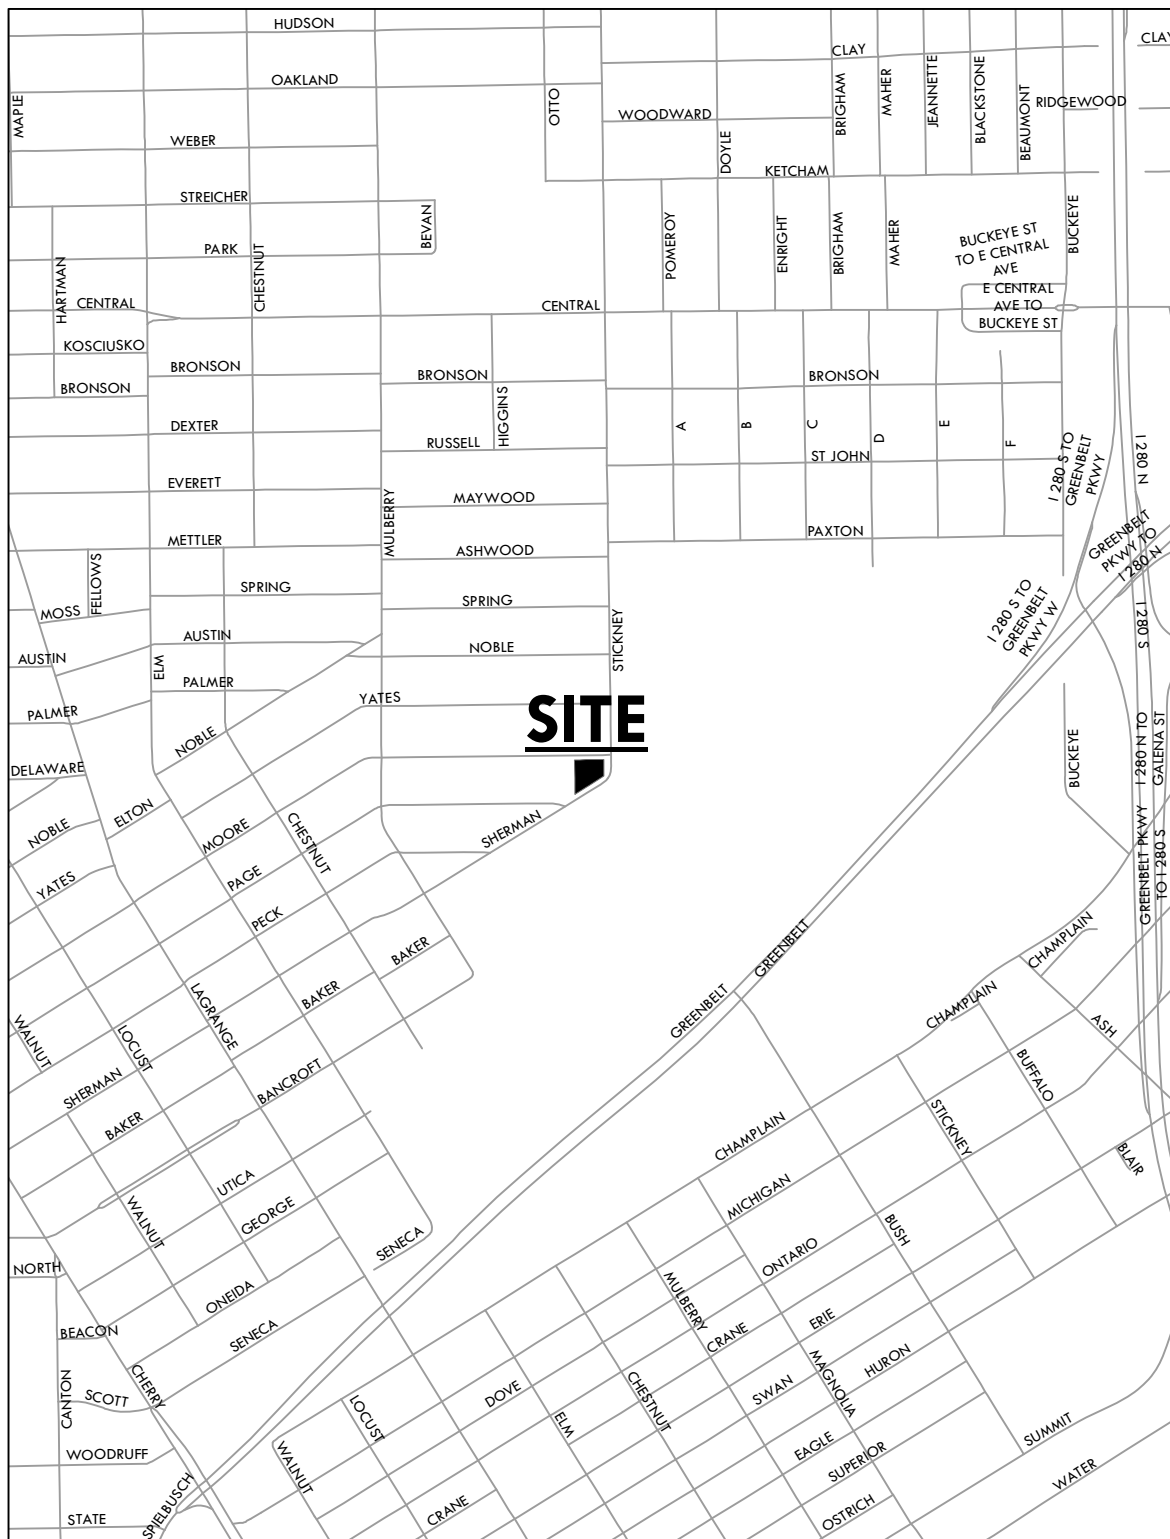 HUDSON
CLAY
CLAY
OAKLAND
MAPLE
OTTO
BRIGHAM
MAHER
JEANNETTE
BLACKSTONE
BEAUMONT
RIDGEWOOD
WOODWARD
WEBER
DOYLE
KETCHAM
STREICHER
BEVAN
POMEROY
ENRIGHT
BRIGHAM
MAHER
BUCKEYE
BUCKEYE ST
TO E CENTRAL
AVE
PARK
CHESTNUT
HARTMAN
E CENTRAL
AVE TO
BUCKEYE ST
CENTRAL
CENTRAL
KOSCIUSKO
BRONSON
BRONSON
BRONSON
BRONSON
HIGGINS
DEXTER
A
B
C
D
E
F
RUSSELL
ST JOHN
I 280 S TO
GREENBELT
PKWY
I 280 N
EVERETT
MULBERRY
MAYWOOD
METTLER
ASHWOOD
PAXTON
GREENBELT
PKWY TO
I 280 N
FELLOWS
SPRING
SPRING
MOSS
STICKNEY
I 280 S TO
GREENBELT
PKWY W
I 280 S
AUSTIN
AUSTIN
NOBLE
ELM
PALMER
YATES
SITE
PALMER
NOBLE
I 280 N TO
GALENA ST
BUCKEYE
DELAWARE
ELTON
NOBLE
MOORE
CHESTNUT
SHERMAN
YATES
PAGE
GREENBELT PKWY
TO I 280 S
PECK
BAKER
GREENBELT
CHAMPLAIN
BAKER
LAGRANGE
GREENBELT
CHAMPLAIN
WALNUT
LOCUST
ASH
SHERMAN
BANCROFT
BUFFALO
BAKER
CHAMPLAIN
STICKNEY
BLAIR
UTICA
MICHIGAN
WALNUT
GEORGE
SENECA
BUSH
ONTARIO
NORTH
ONEIDA
MULBERRY
BEACON
SENECA
CRANE
ERIE
CHERRY
HURON
MAGNOLIA
CANTON
SCOTT
DOVE
SWAN
LOCUST
CHESTNUT
ELM
WOODRUFF
EAGLE
SUMMIT
SUPERIOR
WALNUT
WATER
SPIELBUSCH
CRANE
OSTRICH
STATE